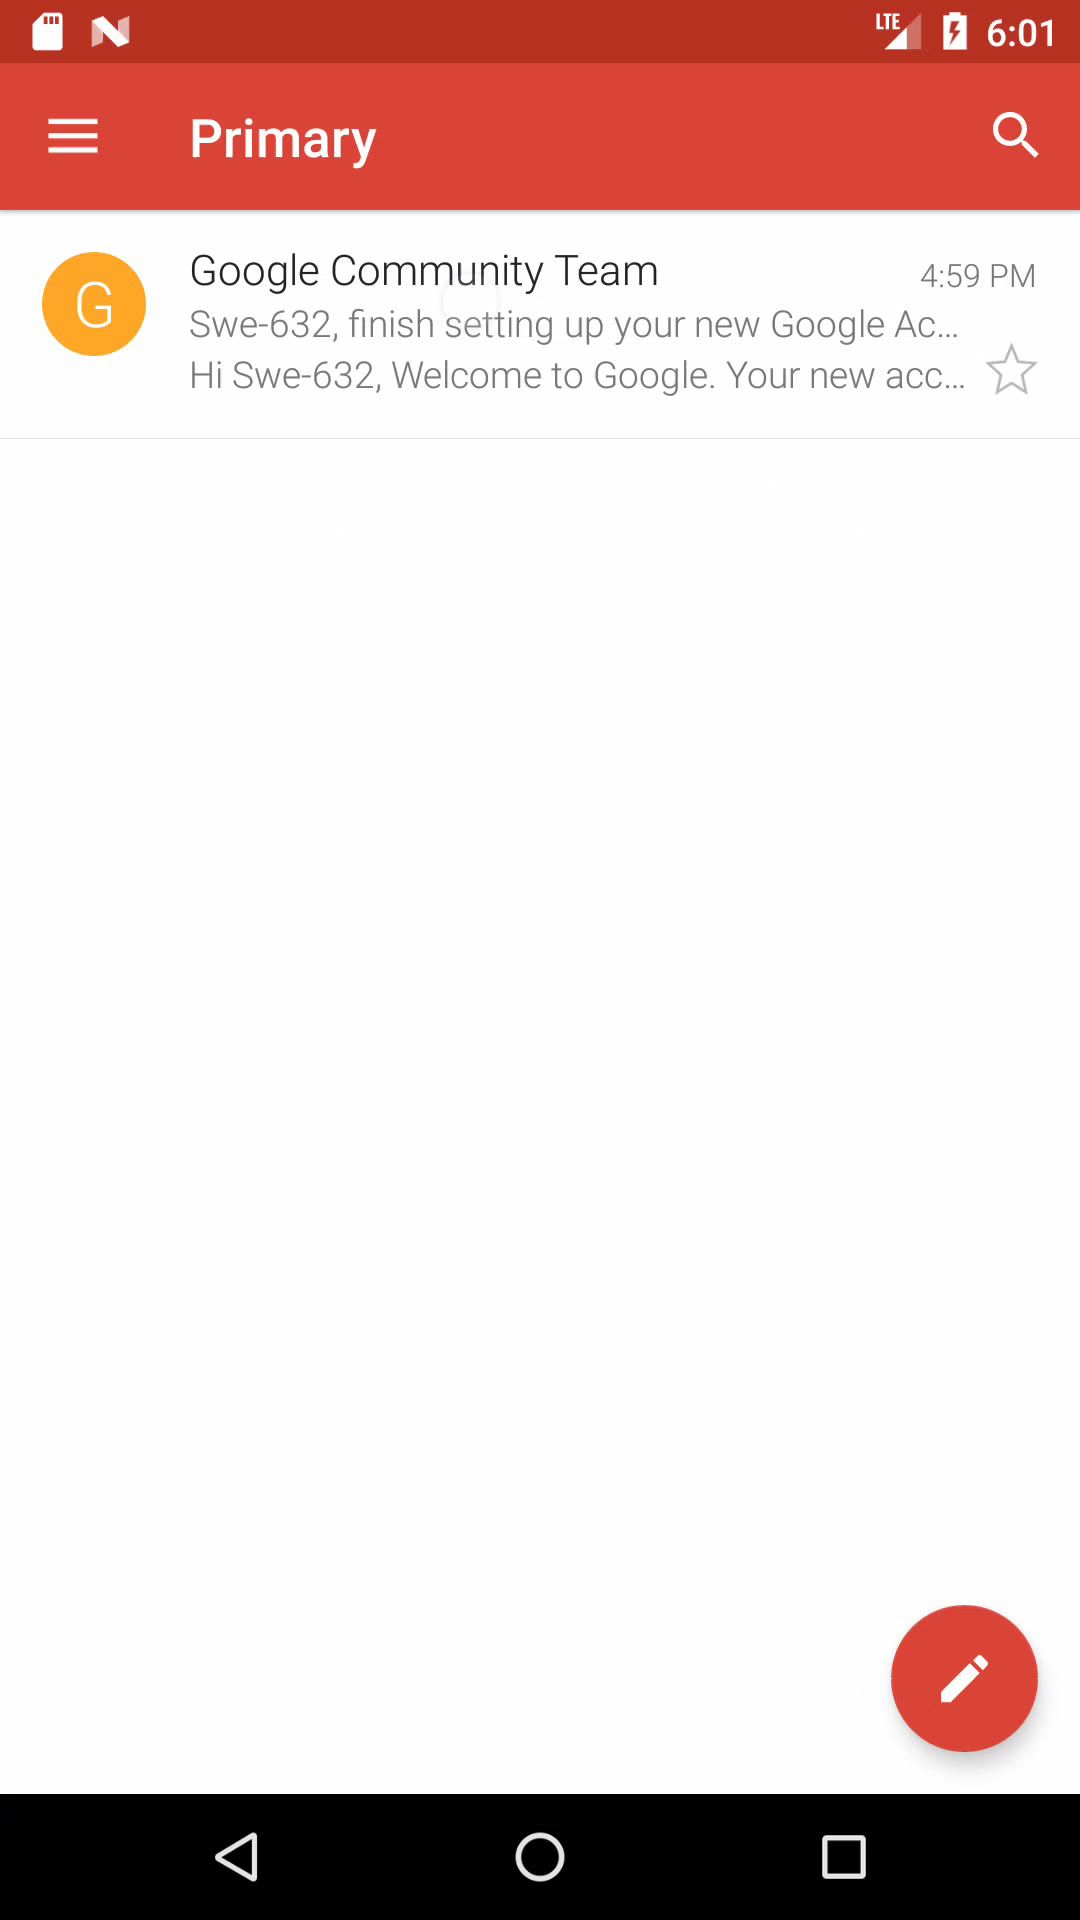 LTE 6:01
Primary
Google Community Team 4:59 PM
G
Swe-632, finish setting up your new Google Ac...
Hi Swe-632, Welcome to Google. Your new acc...